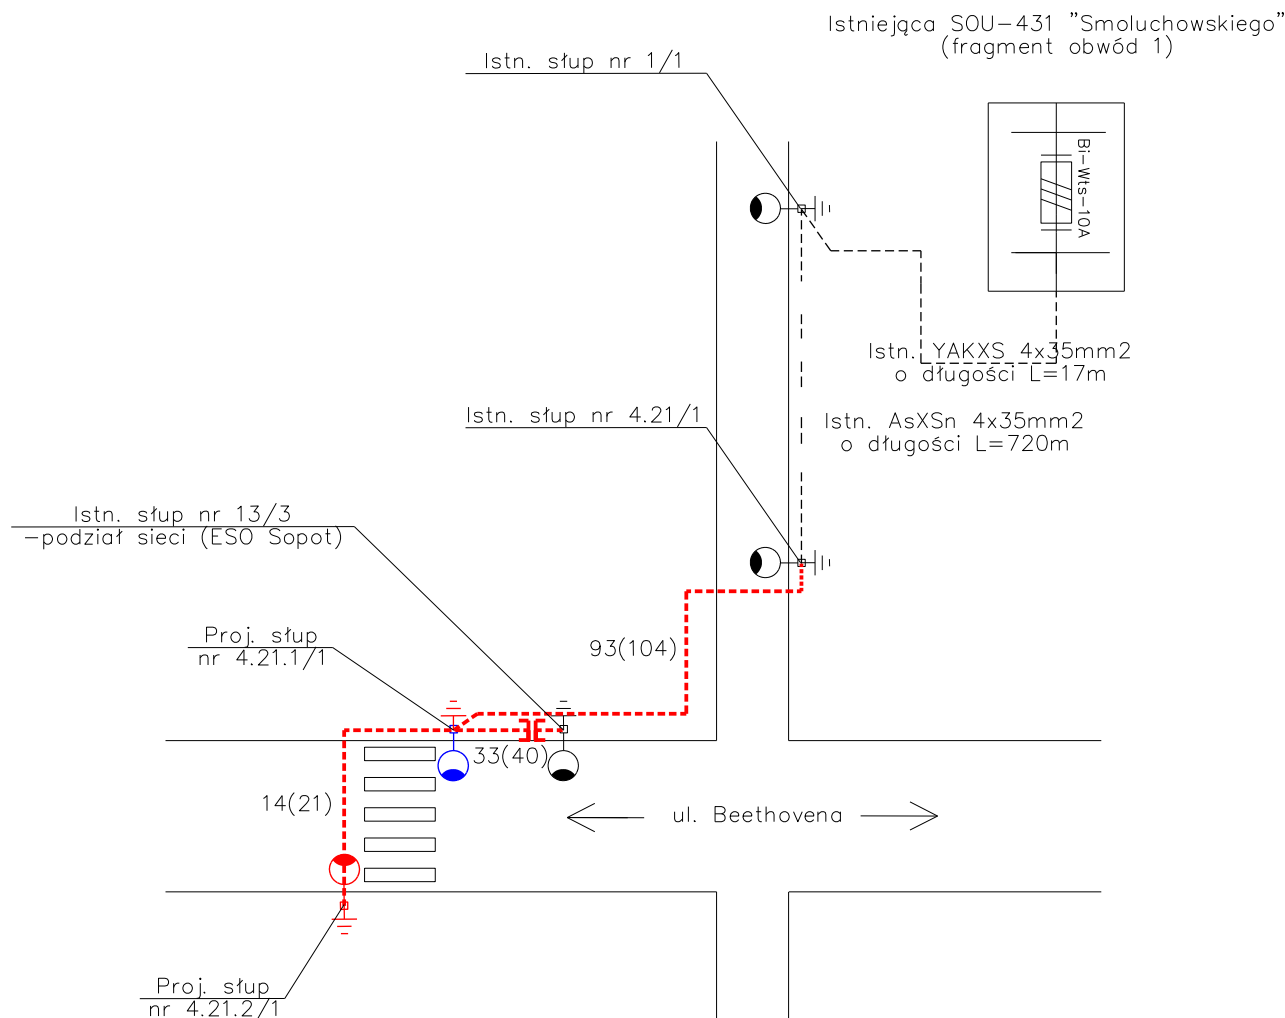 Istniejąca SOU-431 "Smoluchowskiego"
(fragment obwód 1)
Istn. słup nr 1/1
Bi-Wts-10A
Istn. YAKXS 4x35mm2
o długości L=17m
Istn. słup nr 4.21/1
Istn. AsXSn 4x35mm2
o długości L=720m
Istn. słup nr 13/3
-podział sieci (ESO Sopot)
Proj. słup
nr 4.21.1/1
93(104)
33(40)
14(21)
ul. Beethovena
Proj. słup
nr 4.21.2/1